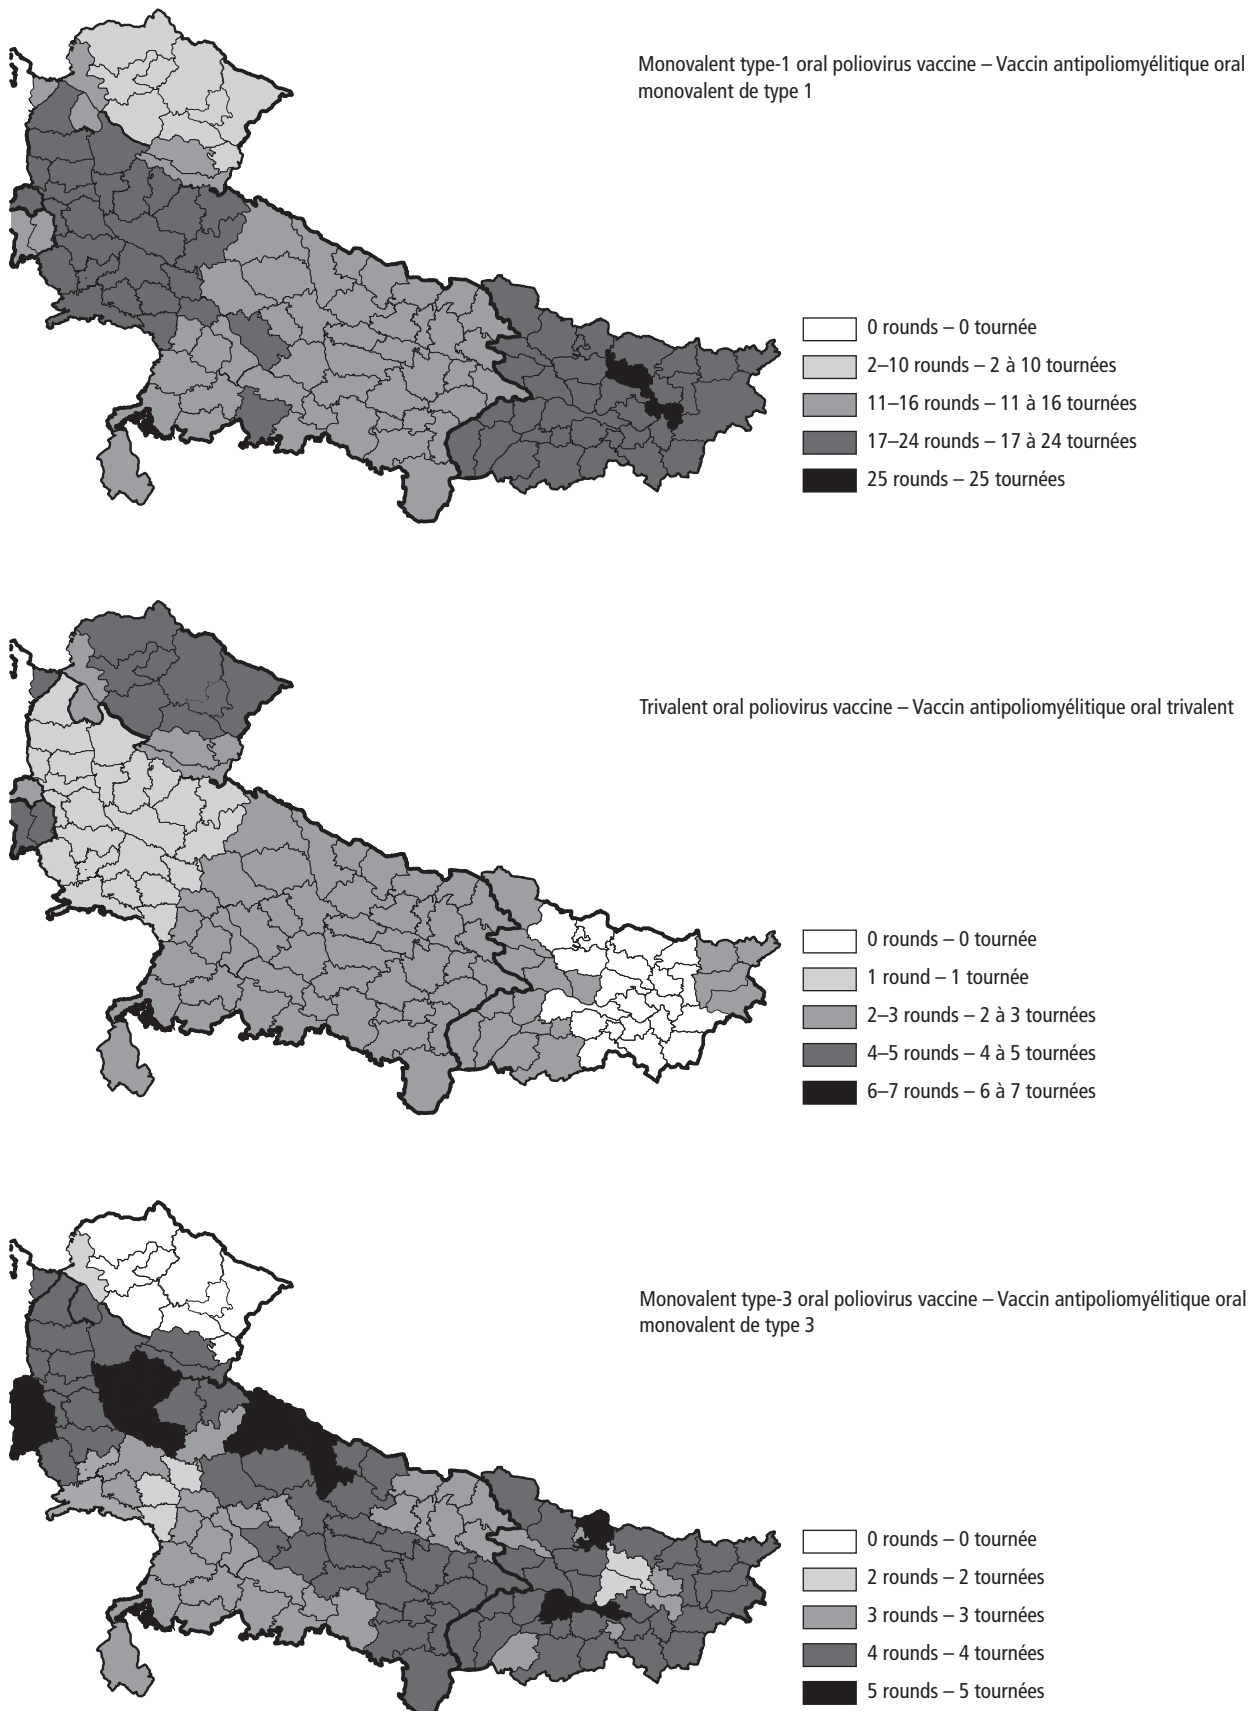 Monovalent type-1 oral poliovirus vaccine – Vaccin antipoliomyélitique oral
monovalent de type 1
0 rounds – 0 tournée
2–10 rounds – 2 à 10 tournées
11–16 rounds – 11 à 16 tournées
17–24 rounds – 17 à 24 tournées
25 rounds – 25 tournées
Trivalent oral poliovirus vaccine – Vaccin antipoliomyélitique oral trivalent
0 rounds – 0 tournée
1 round – 1 tournée
2–3 rounds – 2 à 3 tournées
4–5 rounds – 4 à 5 tournées
6–7 rounds – 6 à 7 tournées
Monovalent type-3 oral poliovirus vaccine – Vaccin antipoliomyélitique oral
monovalent de type 3
0 rounds – 0 tournée
2 rounds – 2 tournées
3 rounds – 3 tournées
4 rounds – 4 tournées
5 rounds – 5 tournées